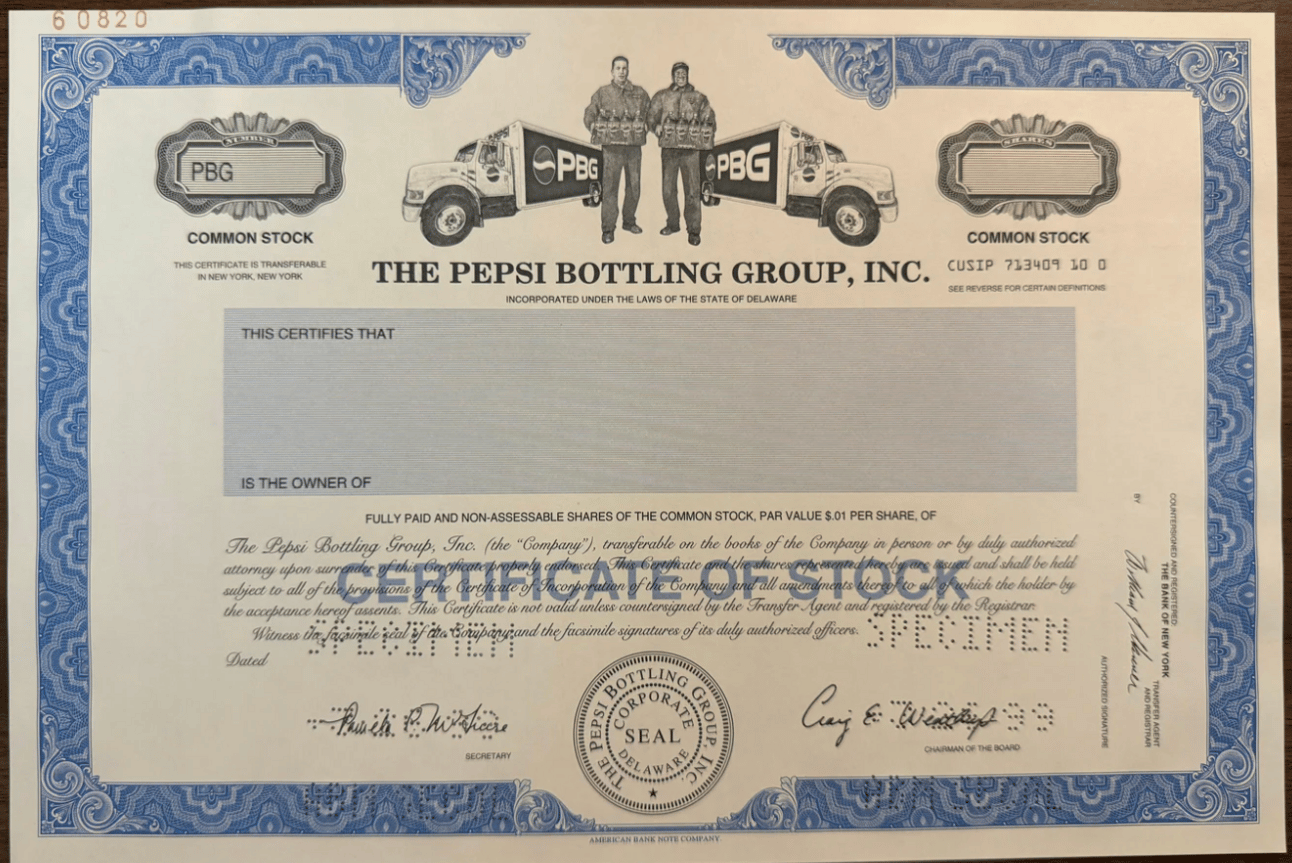 60820
NUMBER
PBG
COMMON STOCK
THIS CERTIFICATE IS TRANSFERABLE
IN NEW YORK, NEW YORK
PBG
PBG
SHARES
COMMON STOCK
CUSIP 713409 10 0
SEE REVERSE FOR CERTAIN DEFINITIONS
THE PEPSI BOTTLING GROUP, INC.
INCORPORATED UNDER THE LAWS OF THE STATE OF DELAWARE
THIS CERTIFIES THAT
IS THE OWNER OF
FULLY PAID AND NON-ASSESSABLE SHARES OF THE COMMON STOCK, PAR VALUE $.01 PER SHARE, OF
The Pepsi Bottling Group, Inc. (the “Company”), transferable on the books of the Company in person or by duly authorized
attorney upon surrender of this Certificate properly endorsed. This Certificate and the shares represented hereby are issued and shall be held
subject to all of the provisions of the Certificate of Incorporation of the Company and all amendments thereof to all of which the holder by
the acceptance hereof assents. This Certificate is not valid unless countersigned by the Transfer Agent and registered by the Registrar.
CERTIFICATE OF STOCK
Witness the facsimile seal of the Company and the facsimile signatures of its duly authorized officers.
SPECIMEN
SPECIMEN
Dated
SECRETARY
THE PEPSI BOTTLING GROUP, INC.
CORPORATE
SEAL
DELAWARE
Craig E. Weatherup
CHAIRMAN OF THE BOARD
COUNTERSIGNED AND REGISTERED:
THE BANK OF NEW YORK
TRANSFER AGENT
AND REGISTRAR
BY
AUTHORIZED SIGNATURE
AMERICAN BANK NOTE COMPANY.